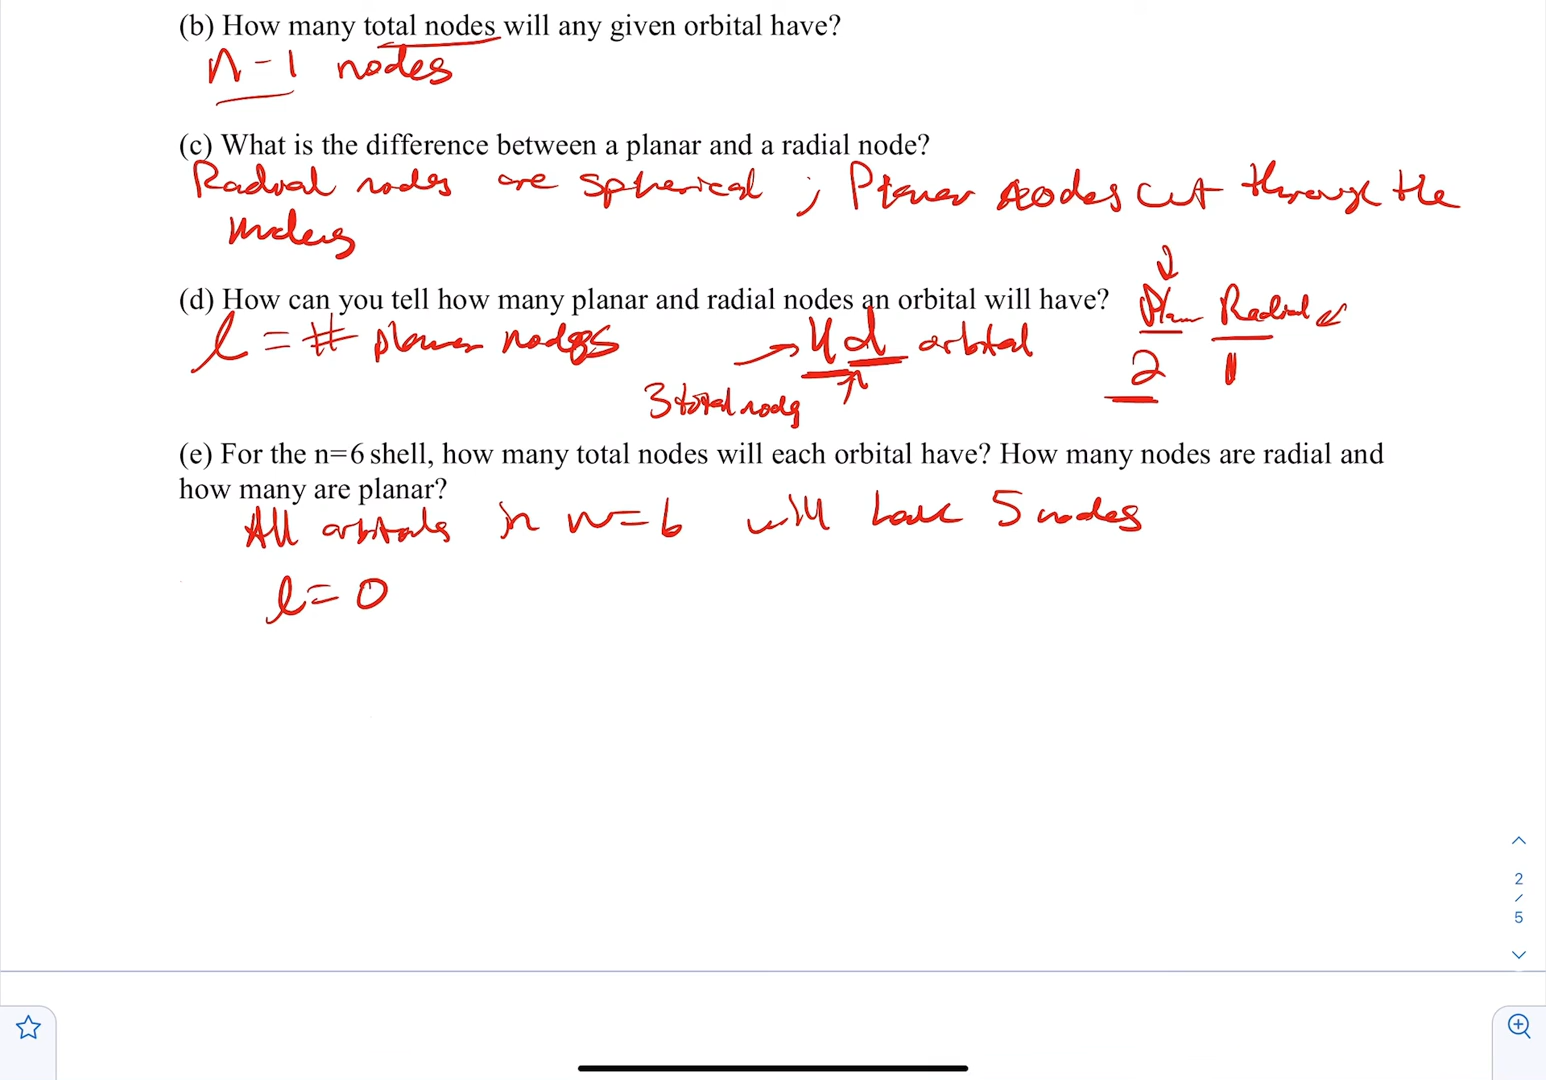 (b) How many total nodes will any given orbital have?
n-1 nodes
(c) What is the difference between a planar and a radial node?
Radial nodes are spherical ; Planar nodes cut through the
nucleus
(d) How can you tell how many planar and radial nodes an orbital will have?
Plan Radial
l = # planar nodes → 4d orbital
2 1
3 total nodes
(e) For the n=6 shell, how many total nodes will each orbital have? How many nodes are radial and
how many are planar?
All orbitals in n=6 will have 5 nodes
l=0
2
/
5